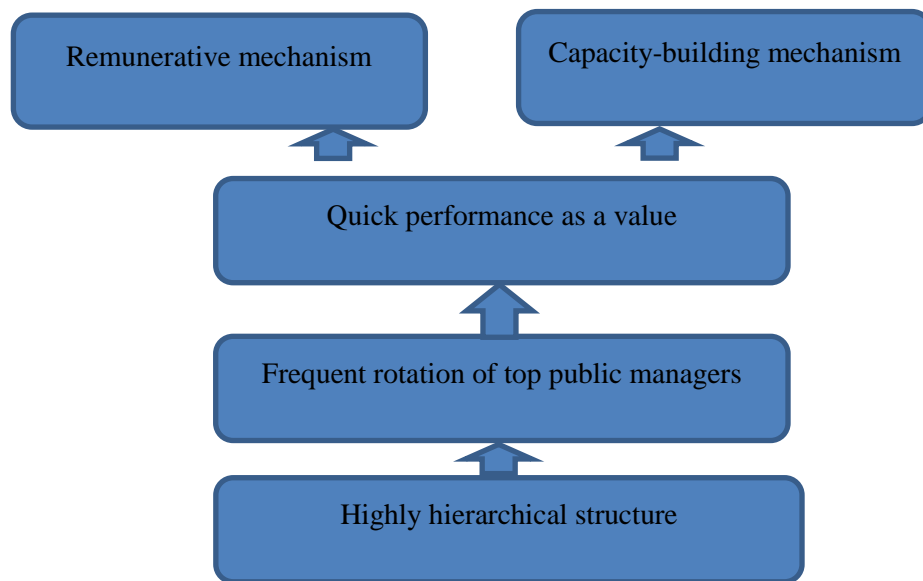 Remunerative mechanism
Capacity-building mechanism
Quick performance as a value
Frequent rotation of top public managers
Highly hierarchical structure